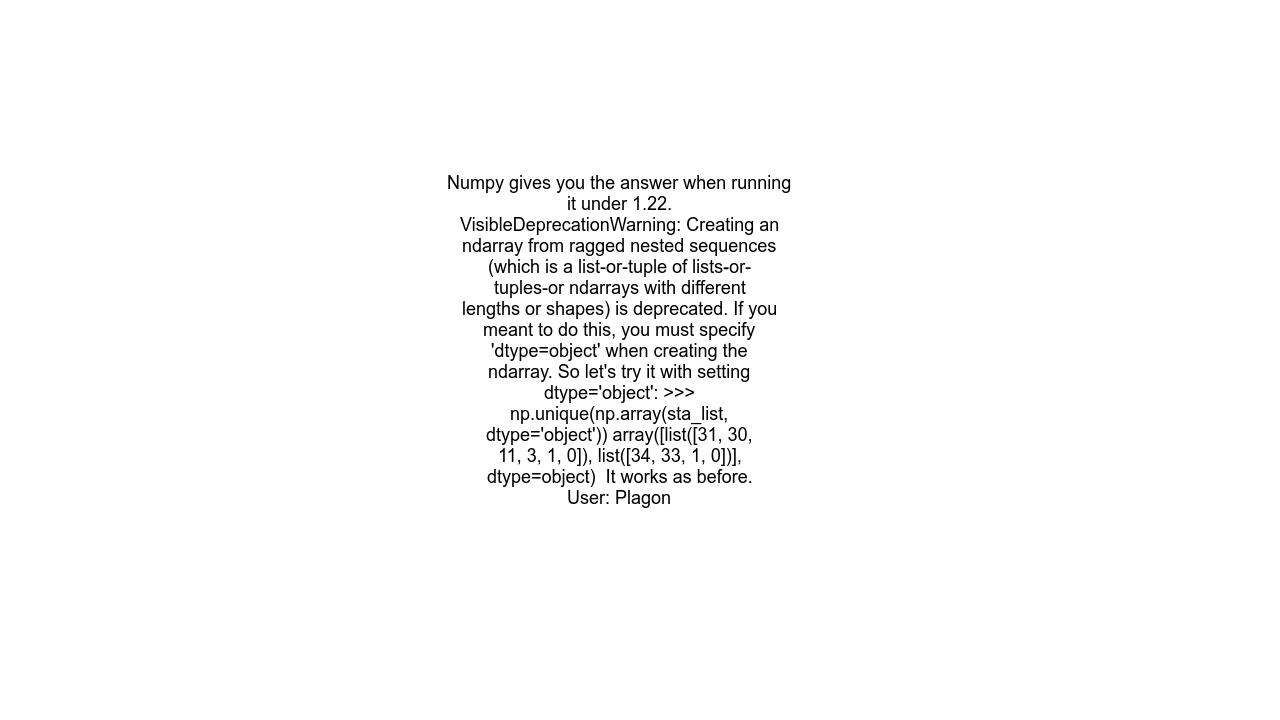 Numpy gives you the answer when running
it under 1.22.
VisibleDeprecationWarning: Creating an
ndarray from ragged nested sequences
(which is a list-or-tuple of lists-or-
tuples-or ndarrays with different
lengths or shapes) is deprecated. If you
meant to do this, you must specify
'dtype=object' when creating the
ndarray. So let's try it with setting
dtype='object': >>>
np.unique(np.array(sta_list,
dtype='object')) array([list([31, 30,
11, 3, 1, 0]), list([34, 33, 1, 0])],
dtype=object)  It works as before.
User: Plagon